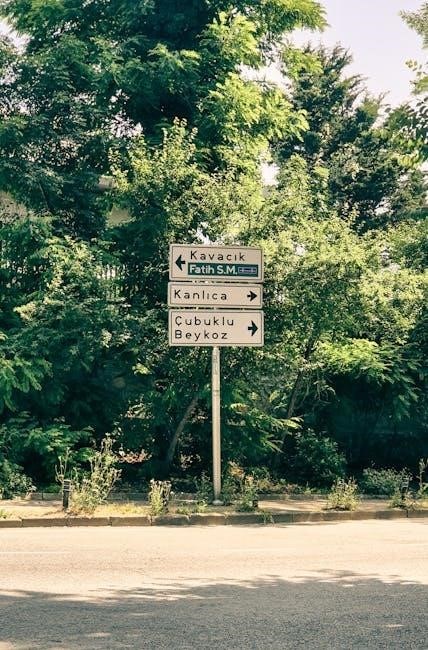 Kavacık
Fatih S.M.
Kanlıca
Çubuklu
Beykoz